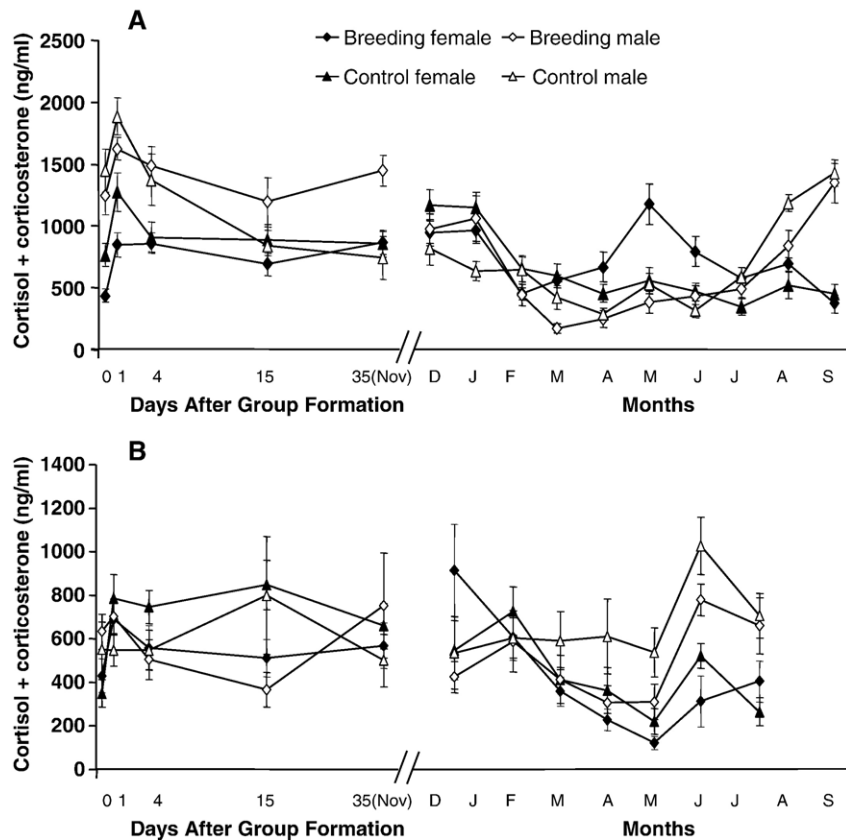 A
Breeding female
Breeding male
Control female
Control male
Cortisol + corticosterone (ng/ml)
2500
2000
1500
1000
500
0
0 1 4 15 35(Nov) D J F M A M J J A S
Days After Group Formation Months
B
Cortisol + corticosterone (ng/ml)
1400
1200
1000
800
600
400
200
0
0 1 4 15 35(Nov) D J F M A M J J A S
Days After Group Formation Months